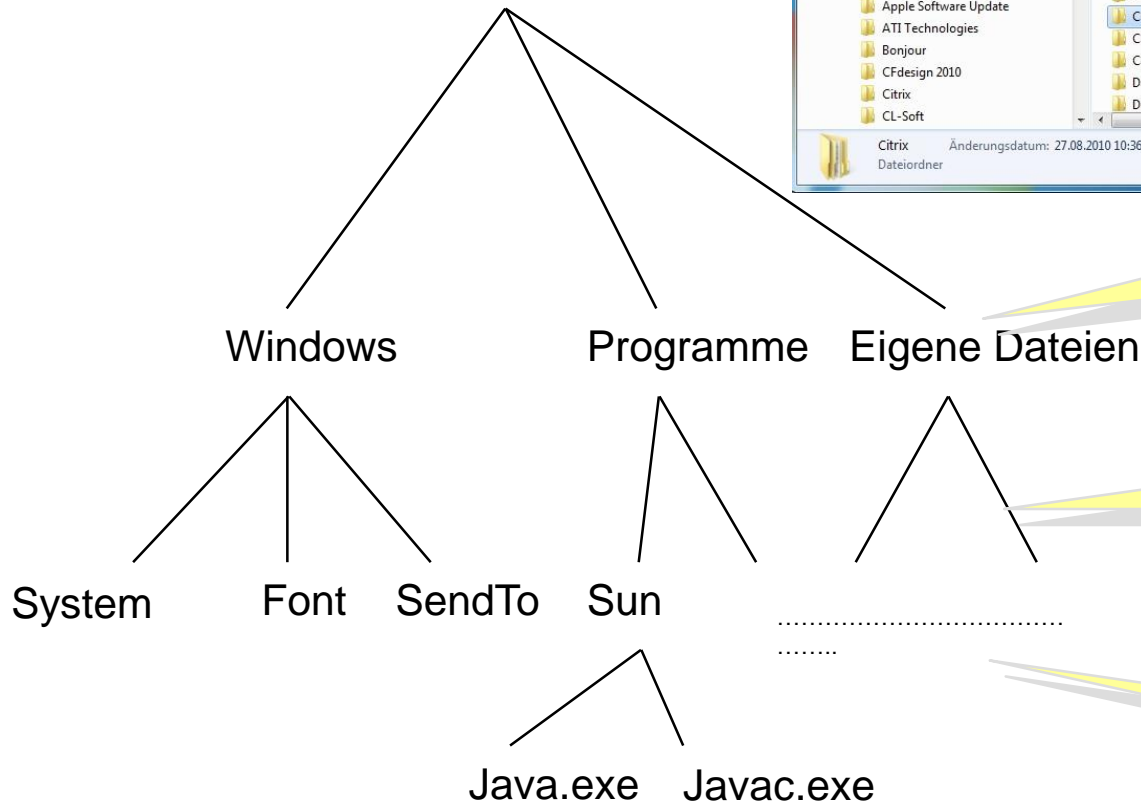 Apple Software Update
ATI Technologies
Bonjour
CFdesign 2010
Citrix
CL-Soft
C
C
C
D
D
Citrix Änderungsdatum: 27.08.2010 10:36
Dateiordner
Windows Programme Eigene Dateien
System Font SendTo Sun
....................................
........
Java.exe Javac.exe